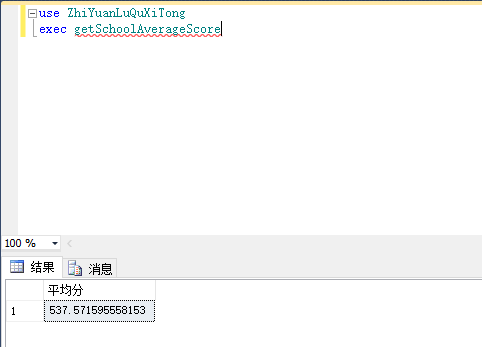 use ZhiYuanLuQuXiTong
exec getSchoolAverageScore
100 %
结果 消息
平均分
1 537.571595558153